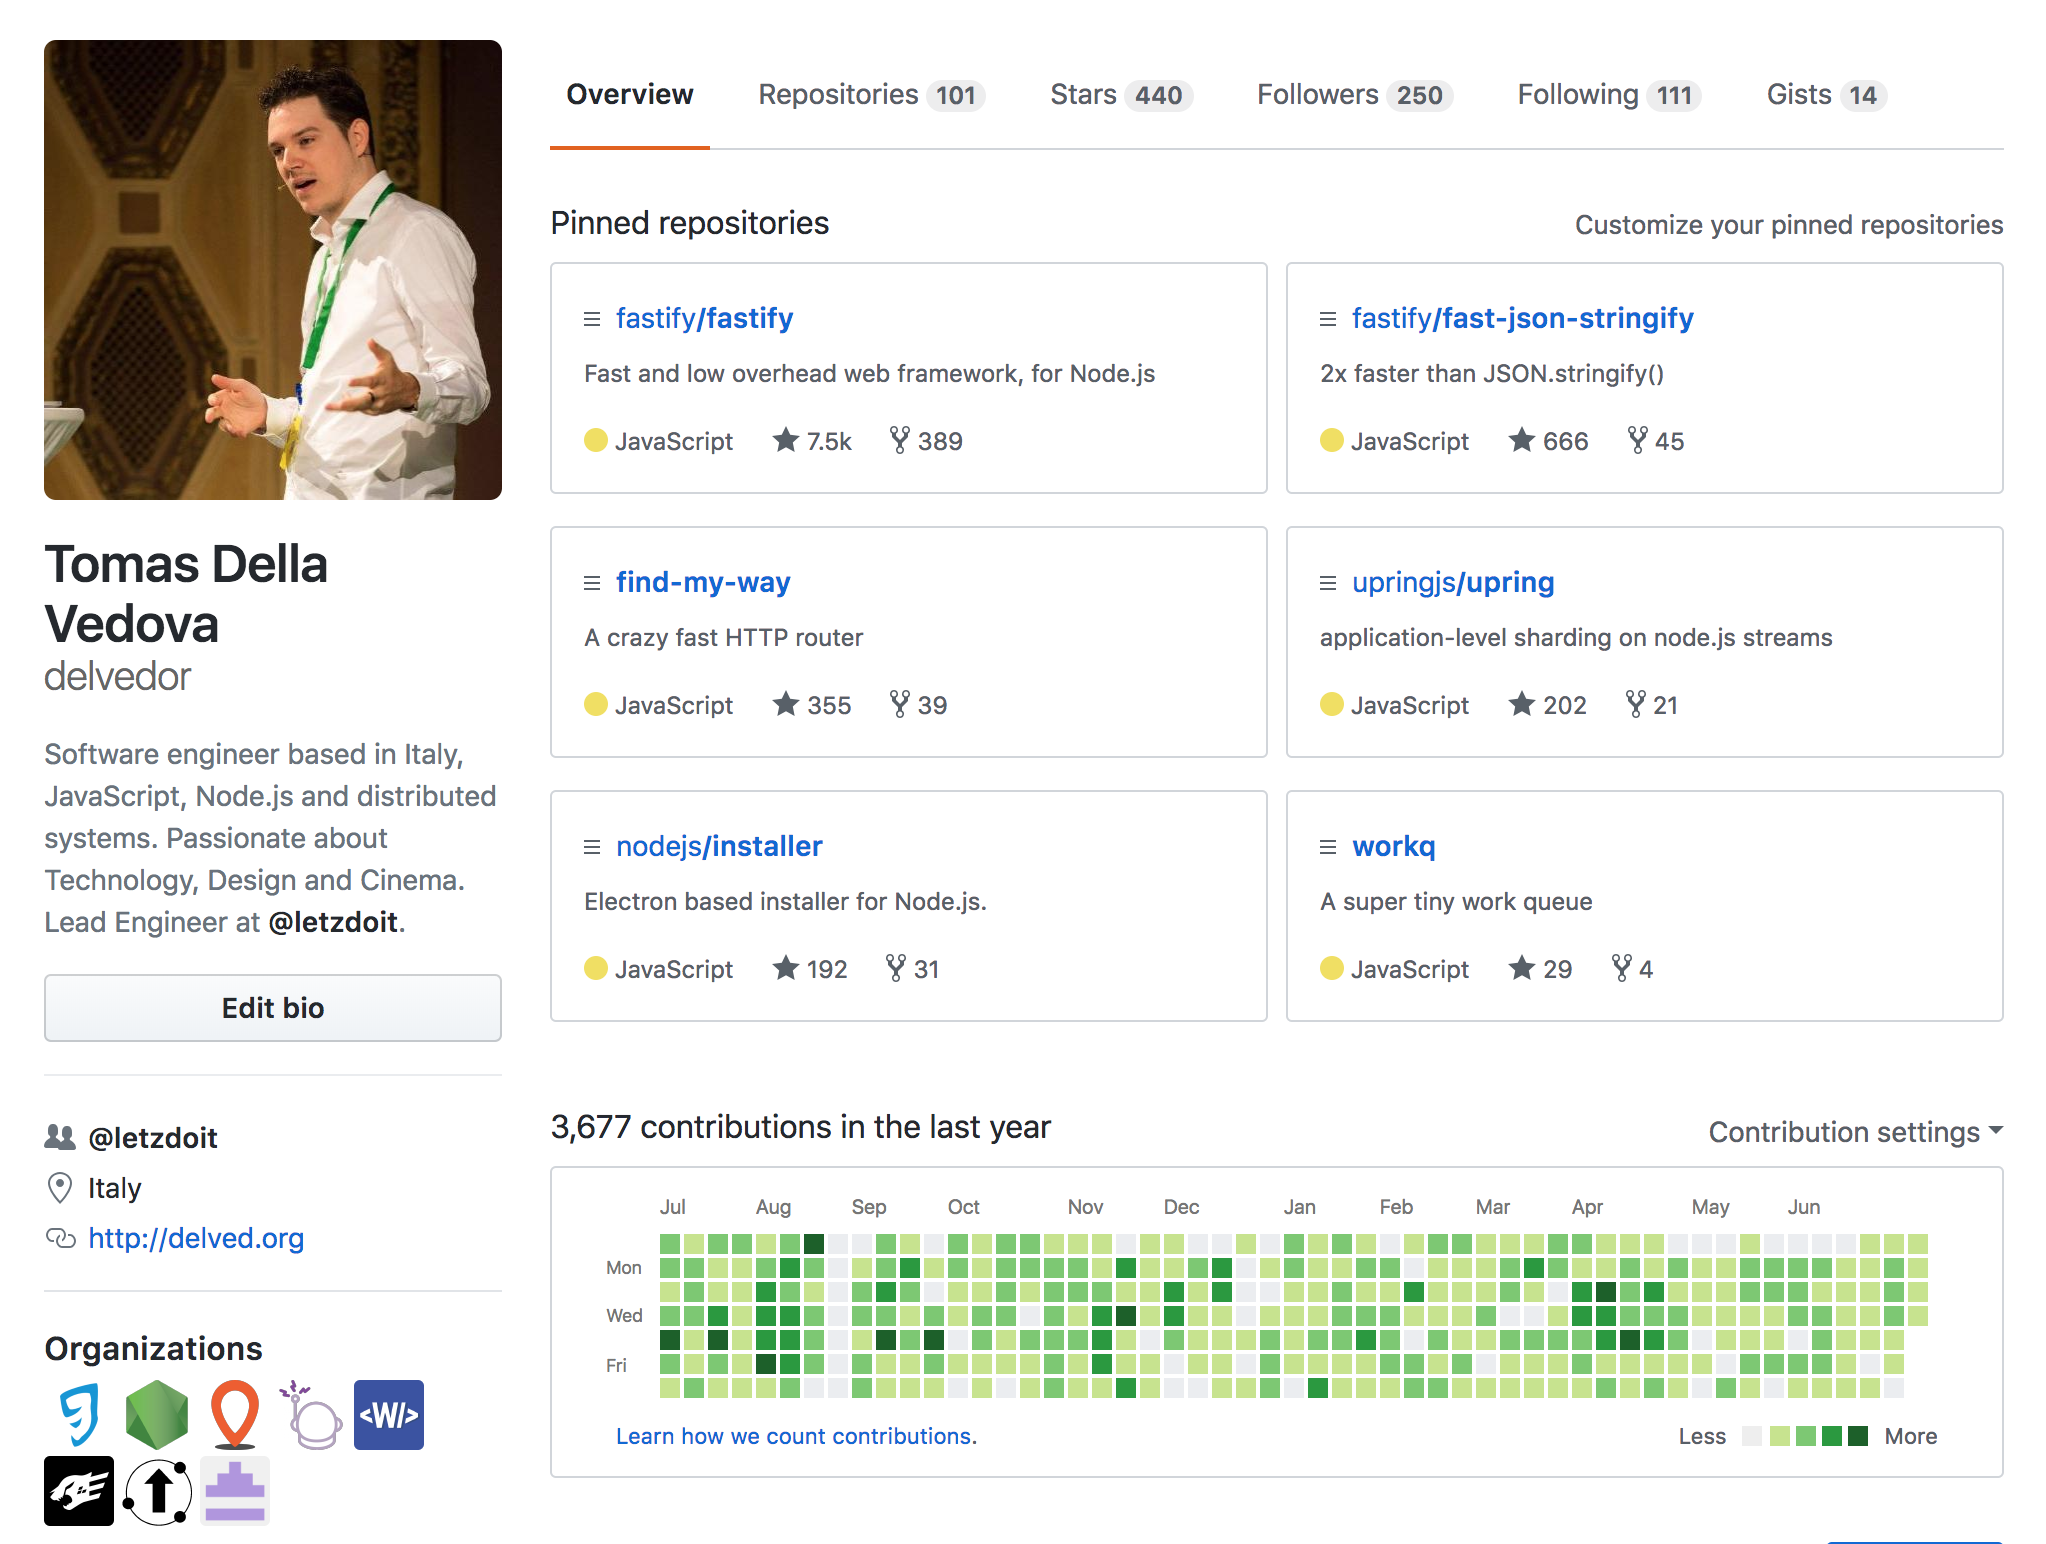 Overview Repositories 101 Stars 440 Followers 250 Following 111 Gists 14
Tomas Della
Vedova
delvedor
Software engineer based in Italy,
JavaScript, Node.js and distributed
systems. Passionate about
Technology, Design and Cinema.
Lead Engineer at @letzdoit.
Edit bio
@letzdoit
Italy
http://delved.org
Organizations
<W/>
Pinned repositories
Customize your pinned repositories
fastify/fastify
Fast and low overhead web framework, for Node.js
JavaScript 7.5k 389
fastify/fast-json-stringify
2x faster than JSON.stringify()
JavaScript 666 45
find-my-way
A crazy fast HTTP router
JavaScript 355 39
upringjs/upring
application-level sharding on node.js streams
JavaScript 202 21
nodejs/installer
Electron based installer for Node.js.
JavaScript 192 31
workq
A super tiny work queue
JavaScript 29 4
3,677 contributions in the last year
Contribution settings
Jul Aug Sep Oct Nov Dec Jan Feb Mar Apr May Jun
Mon
Wed
Fri
Learn how we count contributions.
Less More